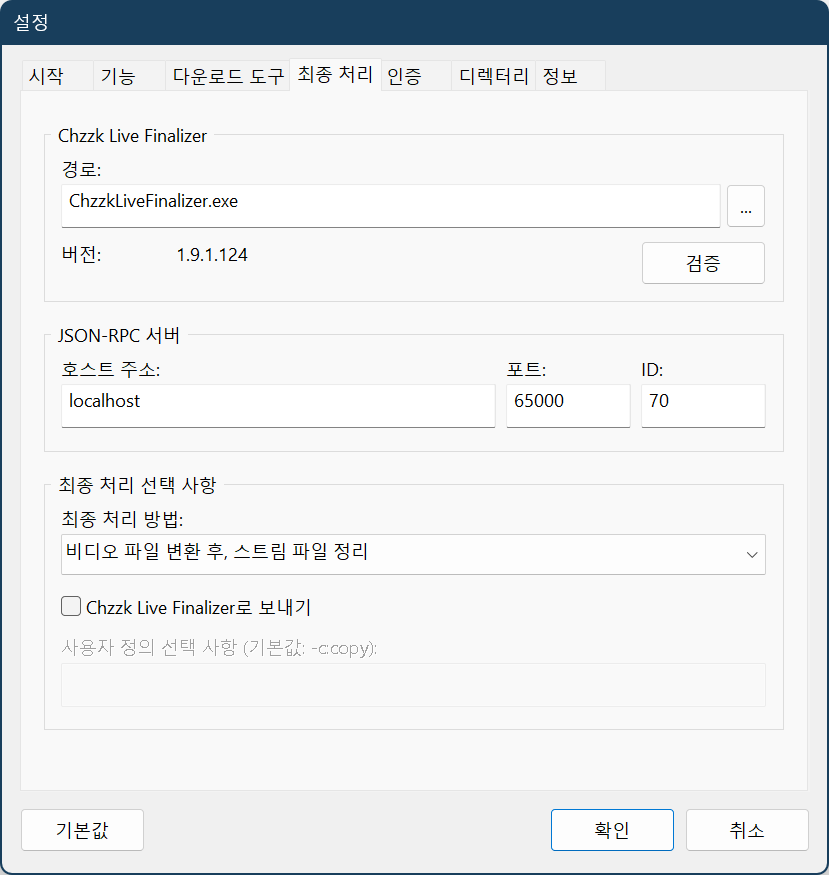 설정
시작 기능 다운로드 도구 최종 처리 인증 디렉터리 정보
Chzzk Live Finalizer
경로:
ChzzkLiveFinalizer.exe ...
버전: 1.9.1.124
검증
JSON-RPC 서버
호스트 주소: 포트: ID:
localhost 65000 70
최종 처리 선택 사항
최종 처리 방법:
비디오 파일 변환 후, 스트림 파일 정리
Chzzk Live Finalizer로 보내기
사용자 정의 선택 사항 (기본값: -c:copy):
기본값 확인 취소